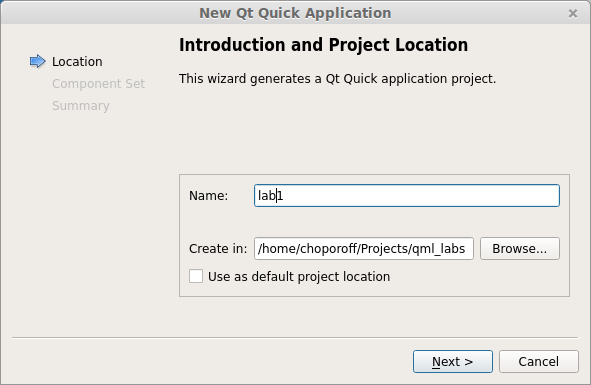 New Qt Quick Application
Introduction and Project Location
Location
This wizard generates a Qt Quick application project.
Component Set
Summary
Name: lab1
Create in: /home/choporoff/Projects/qml_labs Browse...
Use as default project location
Next > Cancel